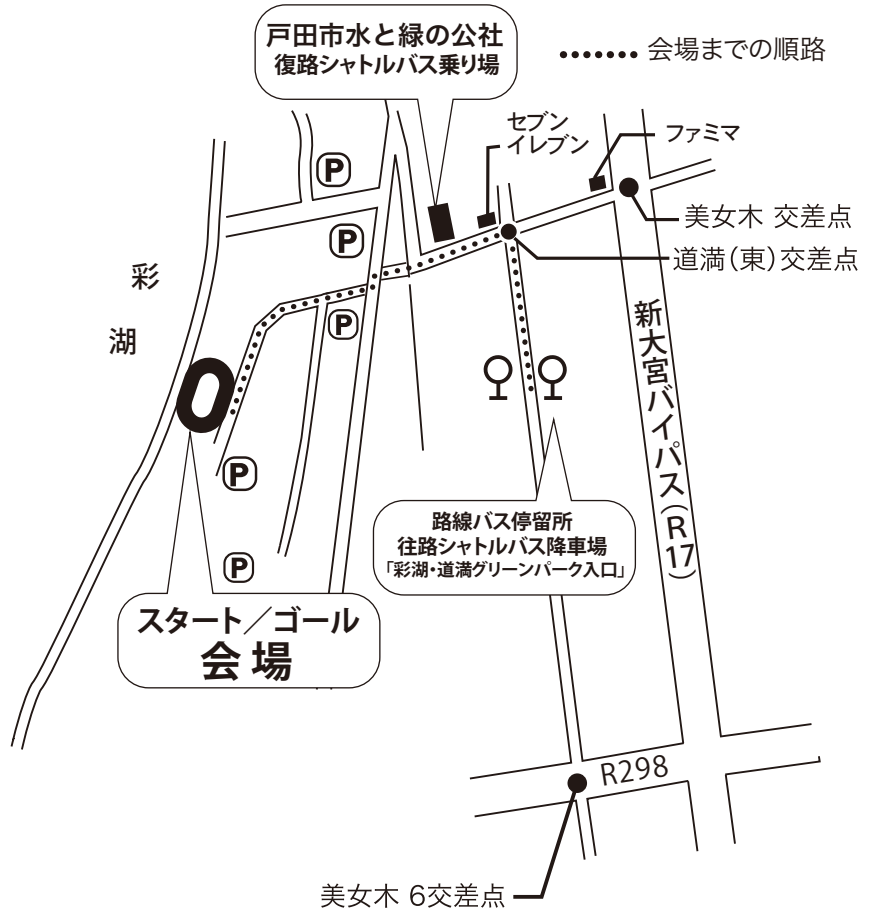 戸田市水と緑の公社
復路シャトルバス乗り場
会場までの順路
セブン
イレブン
ファミマ
P
美女木 交差点
P
道満(東)交差点
彩湖
P
新大宮バイパス(R17)
P
路線バス停留所
往路シャトルバス降車場
「彩湖・道満グリーンパーク入口」
P
スタート/ゴール
会場
R298
美女木 6交差点